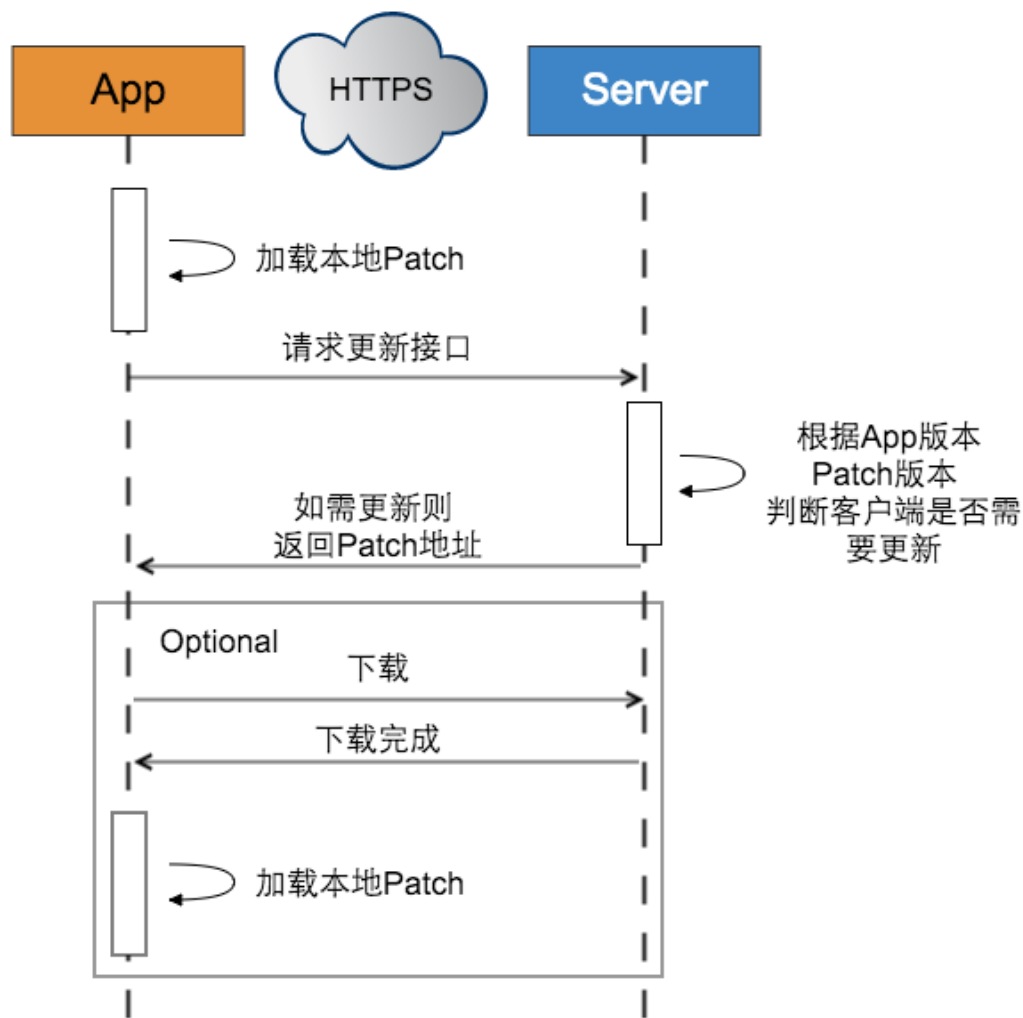 App
HTTPS
Server
加载本地Patch
请求更新接口
根据App版本
Patch版本
判断客户端是否需
要更新
如需更新则
返回Patch地址
Optional
下载
下载完成
加载本地Patch